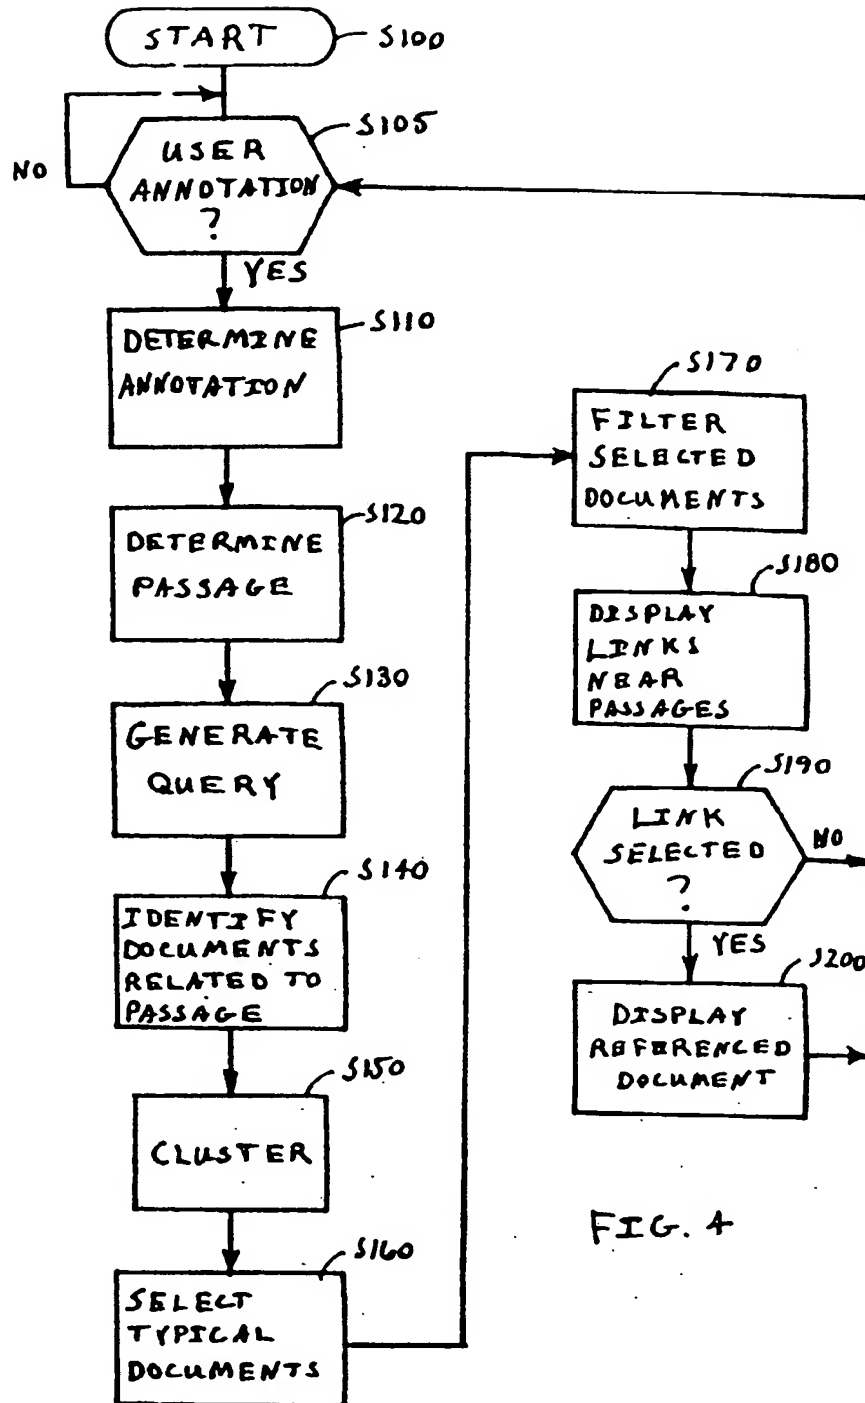 START
S100
S105
USER
ANNOTATION
?
NO
YES
S110
DETERMINE
ANNOTATION
S120
DETERMINE
PASSAGE
S130
GENERATE
QUERY
S140
IDENTIFY
DOCUMENTS
RELATED TO
PASSAGE
S150
CLUSTER
S160
SELECT
TYPICAL
DOCUMENTS
S170
FILTER
SELECTED
DOCUMENTS
S180
DISPLAY
LINKS
NEAR
PASSAGES
S190
LINK
SELECTED
?
NO
YES
S200
DISPLAY
REFERENCED
DOCUMENT
FIG. 4